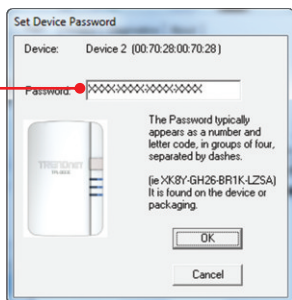 Set Device Password
Device: Device 2 (00:70:28:00:70:28)
Password: XXXX-XXXX-XXXX-XXXX
The Password typically
appears as a number and
letter code, in groups of four,
separated by dashes.
(ie XK8Y-GH26-BR1K-LZSA)
It is found on the device or
packaging.
TRENDNET
OK
Cancel